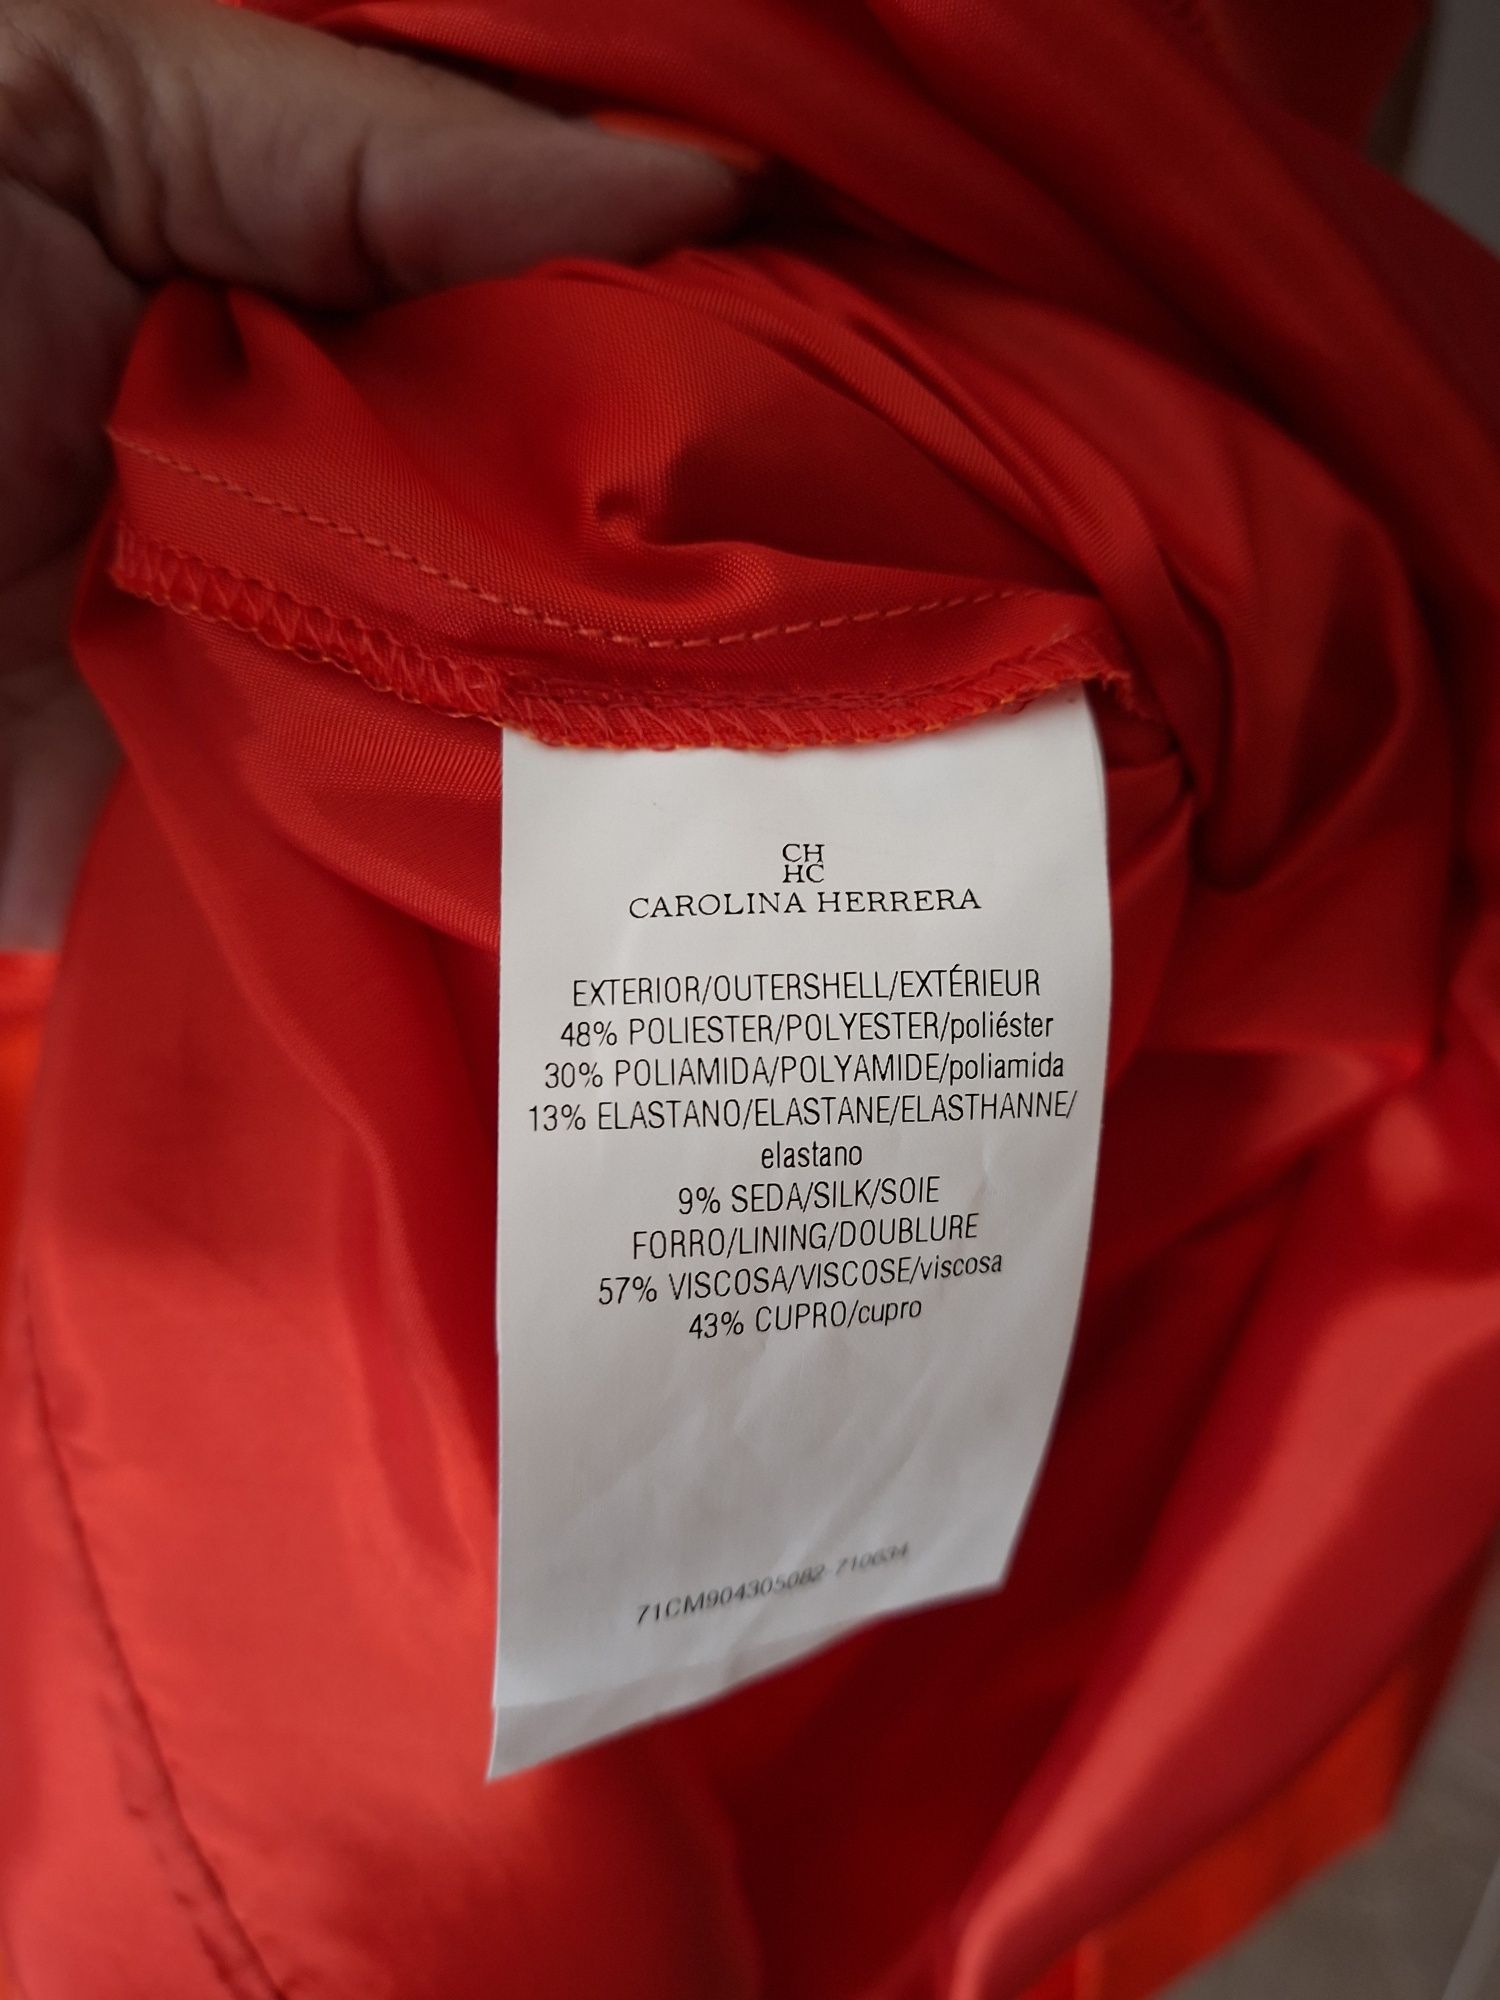 CH
HC
CAROLINA HERRERA
EXTERIOR/OUTERSHELL/EXTÉRIEUR
48% POLIESTER/POLYESTER/poliéster
30% POLIAMIDA/POLYAMIDE/poliamida
13% ELASTANO/ELASTANE/ELASTHANNE/
elastano
9% SEDA/SILK/SOIE
FORRO/LINING/DOUBLURE
57% VISCOSA/VISCOSE/viscosa
43% CUPRO/cupro
71CM904305082-710634